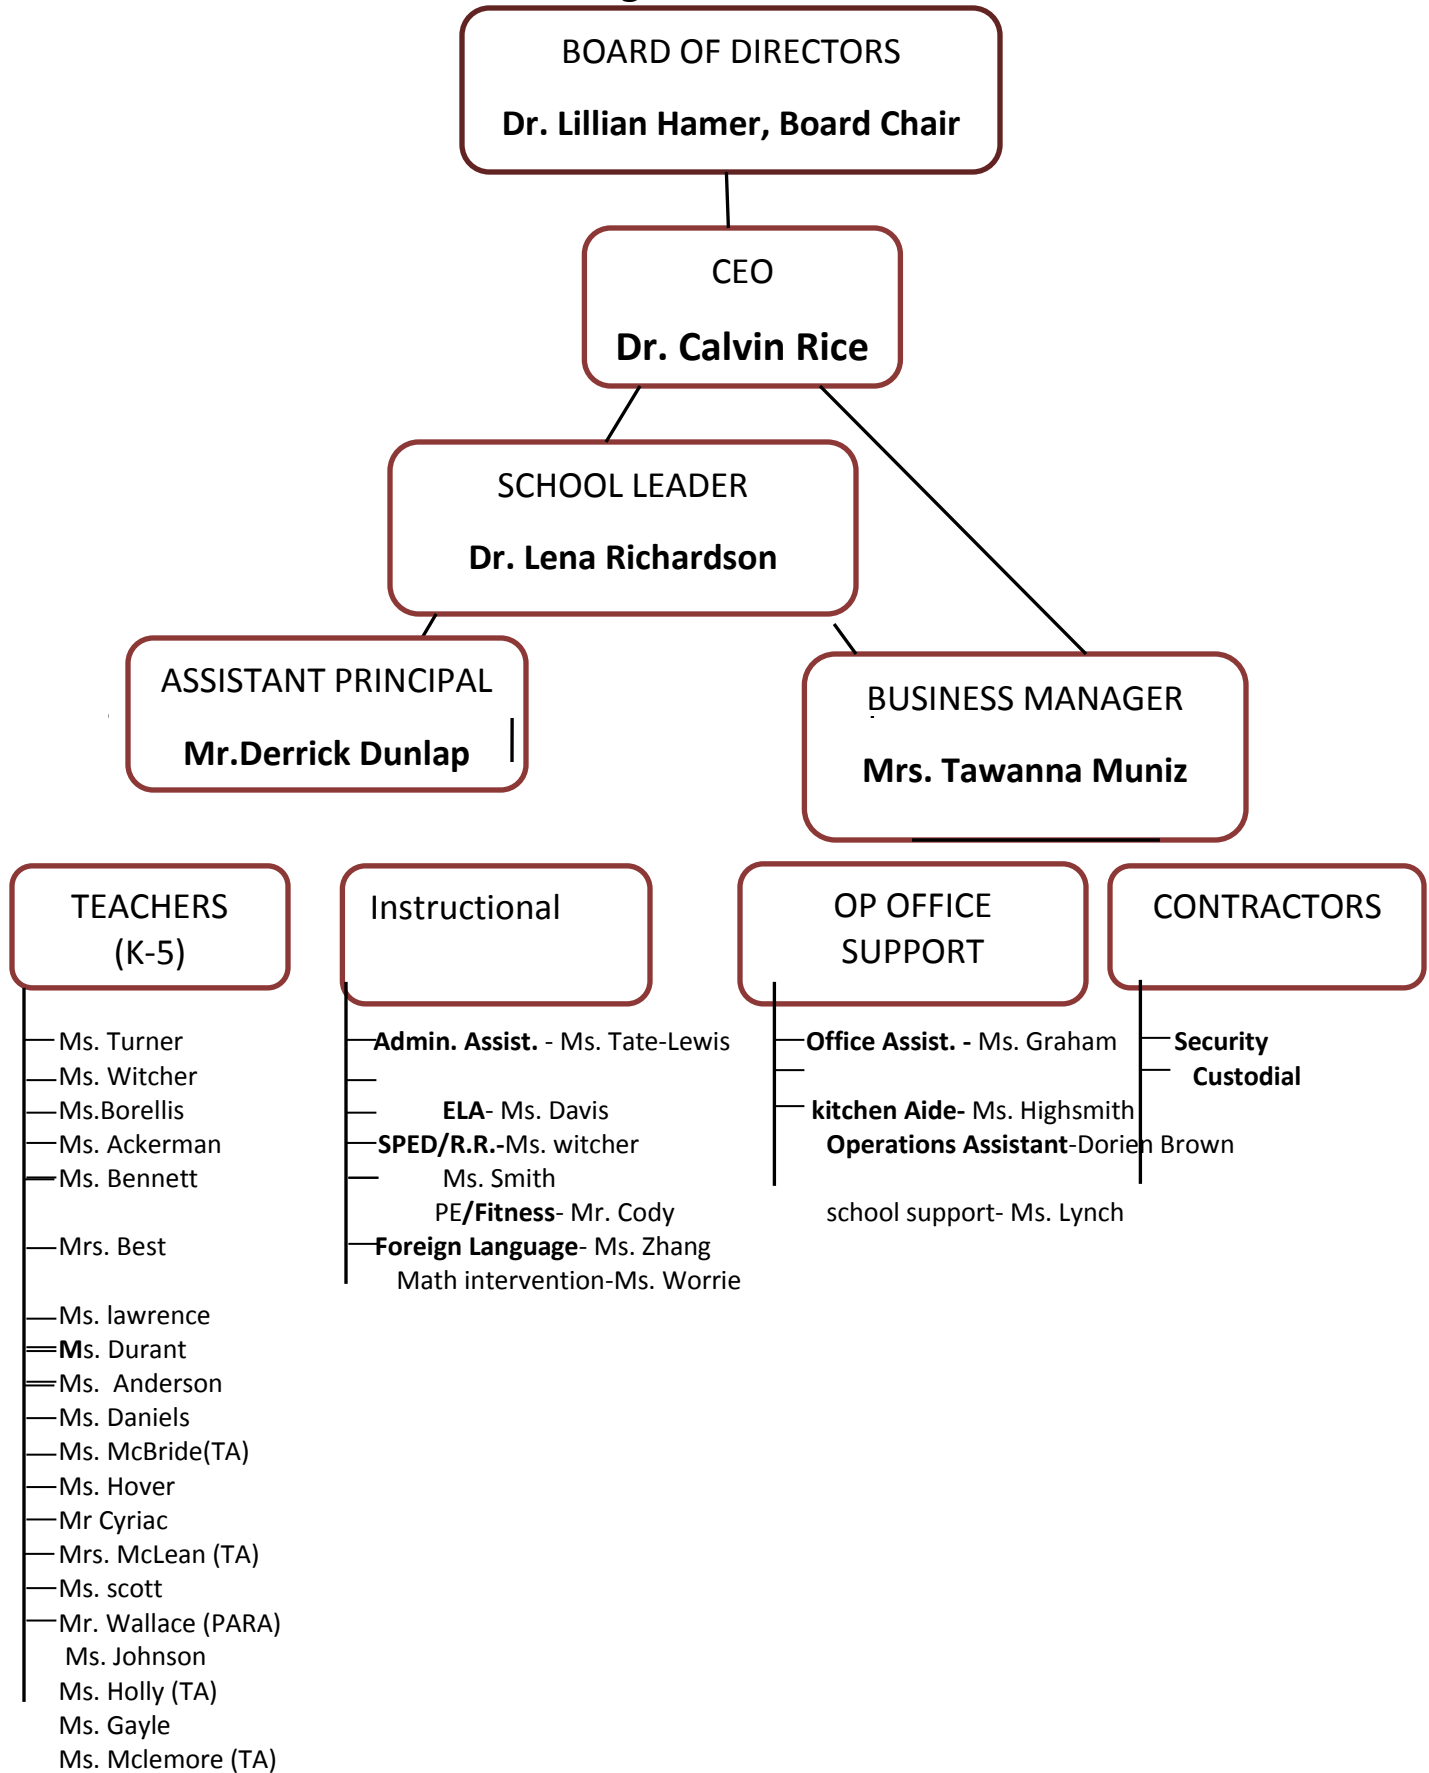 BOARD OF DIRECTORS
Dr. Lillian Hamer, Board Chair
CEO
Dr. Calvin Rice
SCHOOL LEADER
Dr. Lena Richardson
ASSISTANT PRINCIPAL
Mr.Derrick Dunlap
BUSINESS MANAGER
Mrs. Tawanna Muniz
TEACHERS
(K-5)
Ms. Turner
Ms. Witcher
Ms.Borellis
Ms. Ackerman
Ms. Bennett
Mrs. Best
Ms. lawrence
Ms. Durant
Ms. Anderson
Ms. Daniels
Ms. McBride(TA)
Ms. Hover
Mr Cyriac
Mrs. McLean (TA)
Ms. scott
Mr. Wallace (PARA)
Ms. Johnson
Ms. Holly (TA)
Ms. Gayle
Ms. Mclemore (TA)
Instructional
Admin. Assist. - Ms. Tate-Lewis
ELA- Ms. Davis
SPED/R.R.-Ms. witcher
Ms. Smith
PE/Fitness- Mr. Cody
Foreign Language- Ms. Zhang
Math intervention-Ms. Worrie
OP OFFICE
SUPPORT
Office Assist. - Ms. Graham
kitchen Aide- Ms. Highsmith
Operations Assistant-Dorien Brown
school support- Ms. Lynch
CONTRACTORS
Security
Custodial